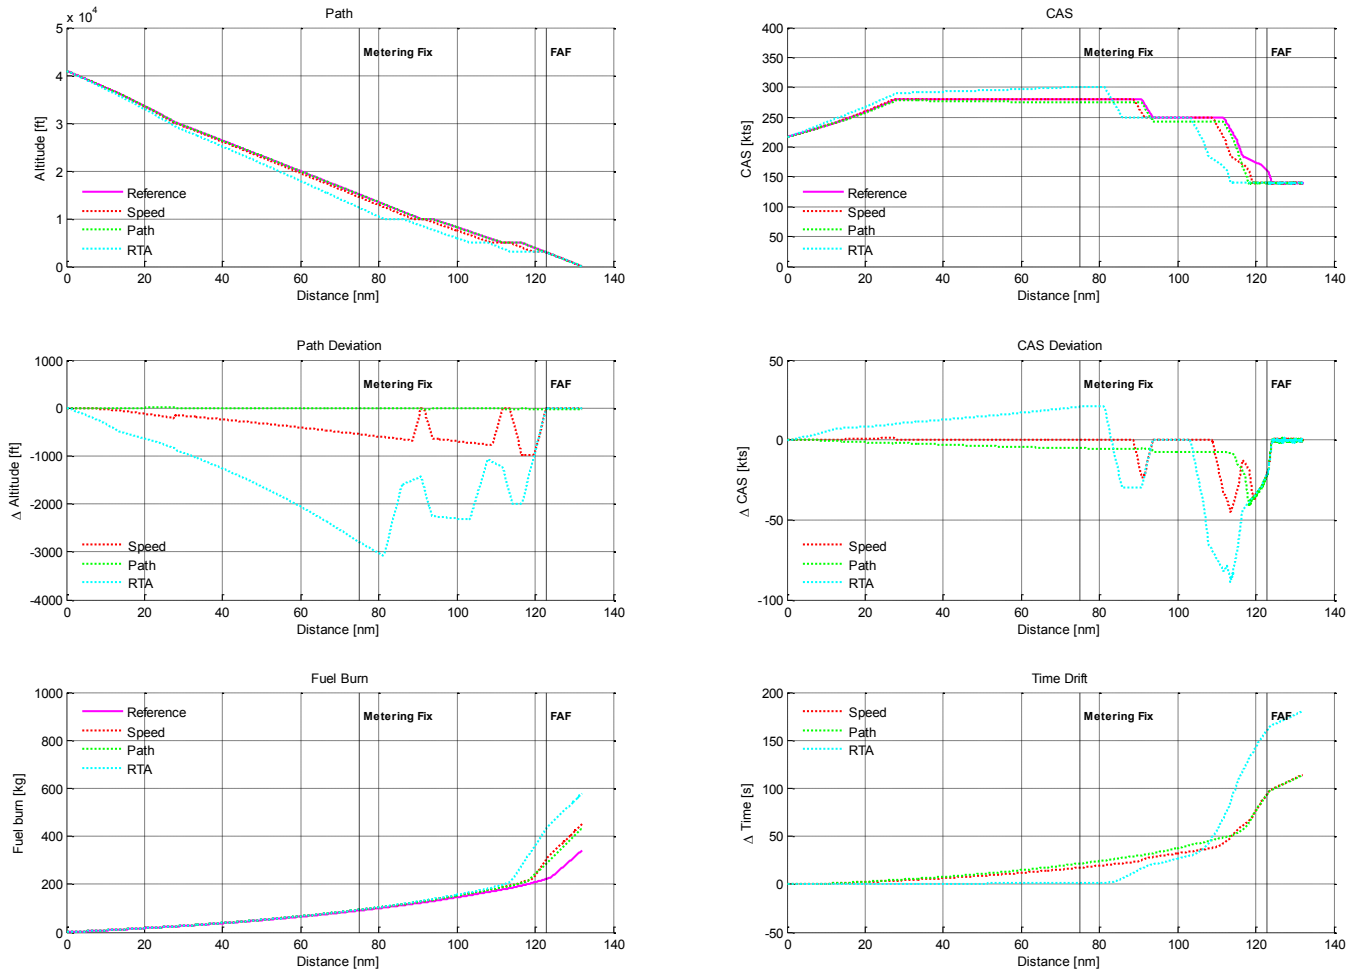 Path
x 10^4
5
4
3
2
1
0
Altitude [ft]
Metering Fix
FAF
Reference
Speed
Path
RTA
0 20 40 60 80 100 120 140
Distance [nm]
CAS
400
350
300
250
200
150
100
50
0
CAS [kts]
Metering Fix
FAF
Reference
Speed
Path
RTA
0 20 40 60 80 100 120 140
Distance [nm]
Path Deviation
1000
0
-1000
-2000
-3000
-4000
Δ Altitude [ft]
Metering Fix
FAF
Speed
Path
RTA
0 20 40 60 80 100 120 140
Distance [nm]
CAS Deviation
50
0
-50
-100
Δ CAS [kts]
Metering Fix
FAF
Speed
Path
RTA
0 20 40 60 80 100 120 140
Distance [nm]
Fuel Burn
1000
800
600
400
200
0
Fuel burn [kg]
Reference
Speed
Path
RTA
Metering Fix
FAF
0 20 40 60 80 100 120 140
Distance [nm]
Time Drift
200
150
100
50
0
-50
Δ Time [s]
Speed
Path
RTA
Metering Fix
FAF
0 20 40 60 80 100 120 140
Distance [nm]